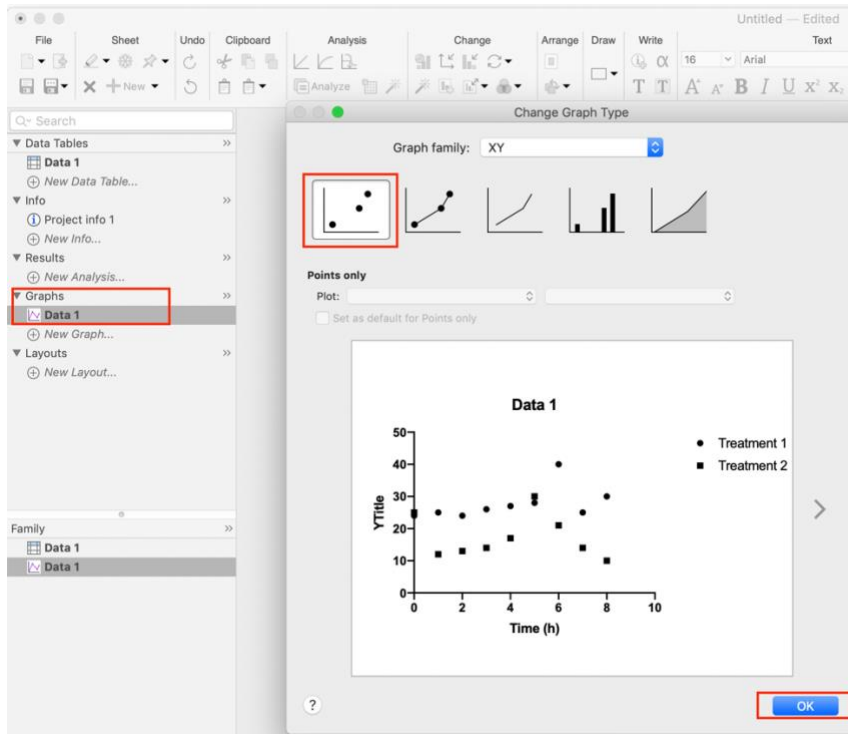 Untitled — Edited
File Sheet Undo Clipboard Analysis Change Arrange Draw Write Text
16 Arial
New
Analyze T T A A B I U X² X₂
Search
Change Graph Type
Data Tables
Data 1
New Data Table...
Info
Project info 1
New Info...
Results
New Analysis...
Graphs
Data 1
New Graph...
Layouts
New Layout...
Family
Data 1
Data 1
Graph family: XY
Points only
Plot:
Set as default for Points only
Data 1
Treatment 1
Treatment 2
50
40
30
20
10
0
YTitle
0 2 4 6 8 10
Time (h)
? OK